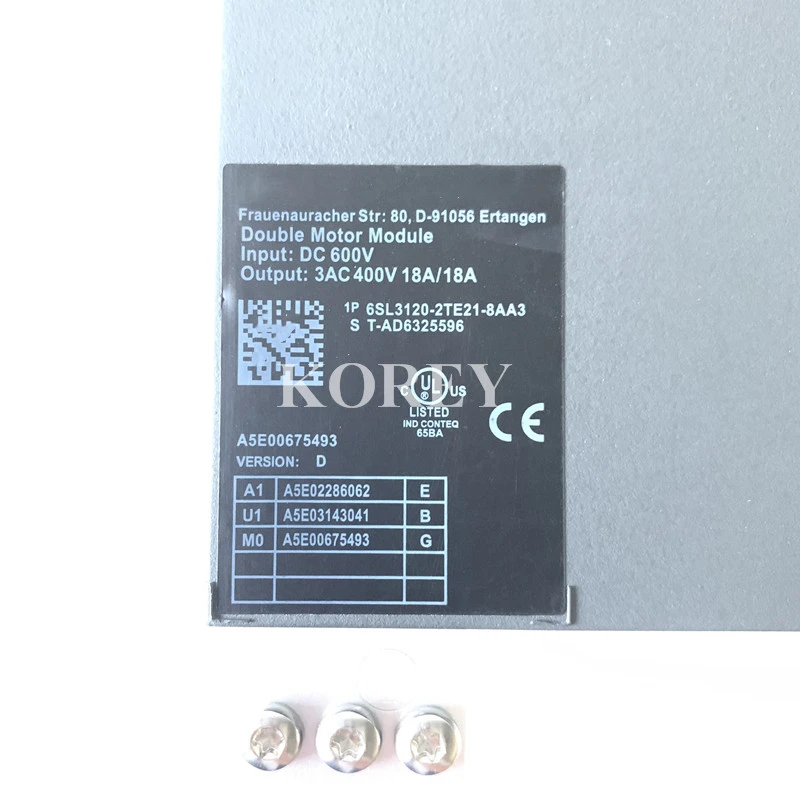 Frauenauracher Str: 80, D-91056 Ertangen
Double Motor Module
Input: DC 600V
Output: 3AC 400V 18A/18A
1P 6SL3120-2TE21-8AA3
S T-AD6325596
KOREY
C UL US
®
LISTED
IND CONTEQ
65BA
CE
A5E00675493
VERSION: D
A1 A5E02286062 E
U1 A5E03143041 B
M0 A5E00675493 G